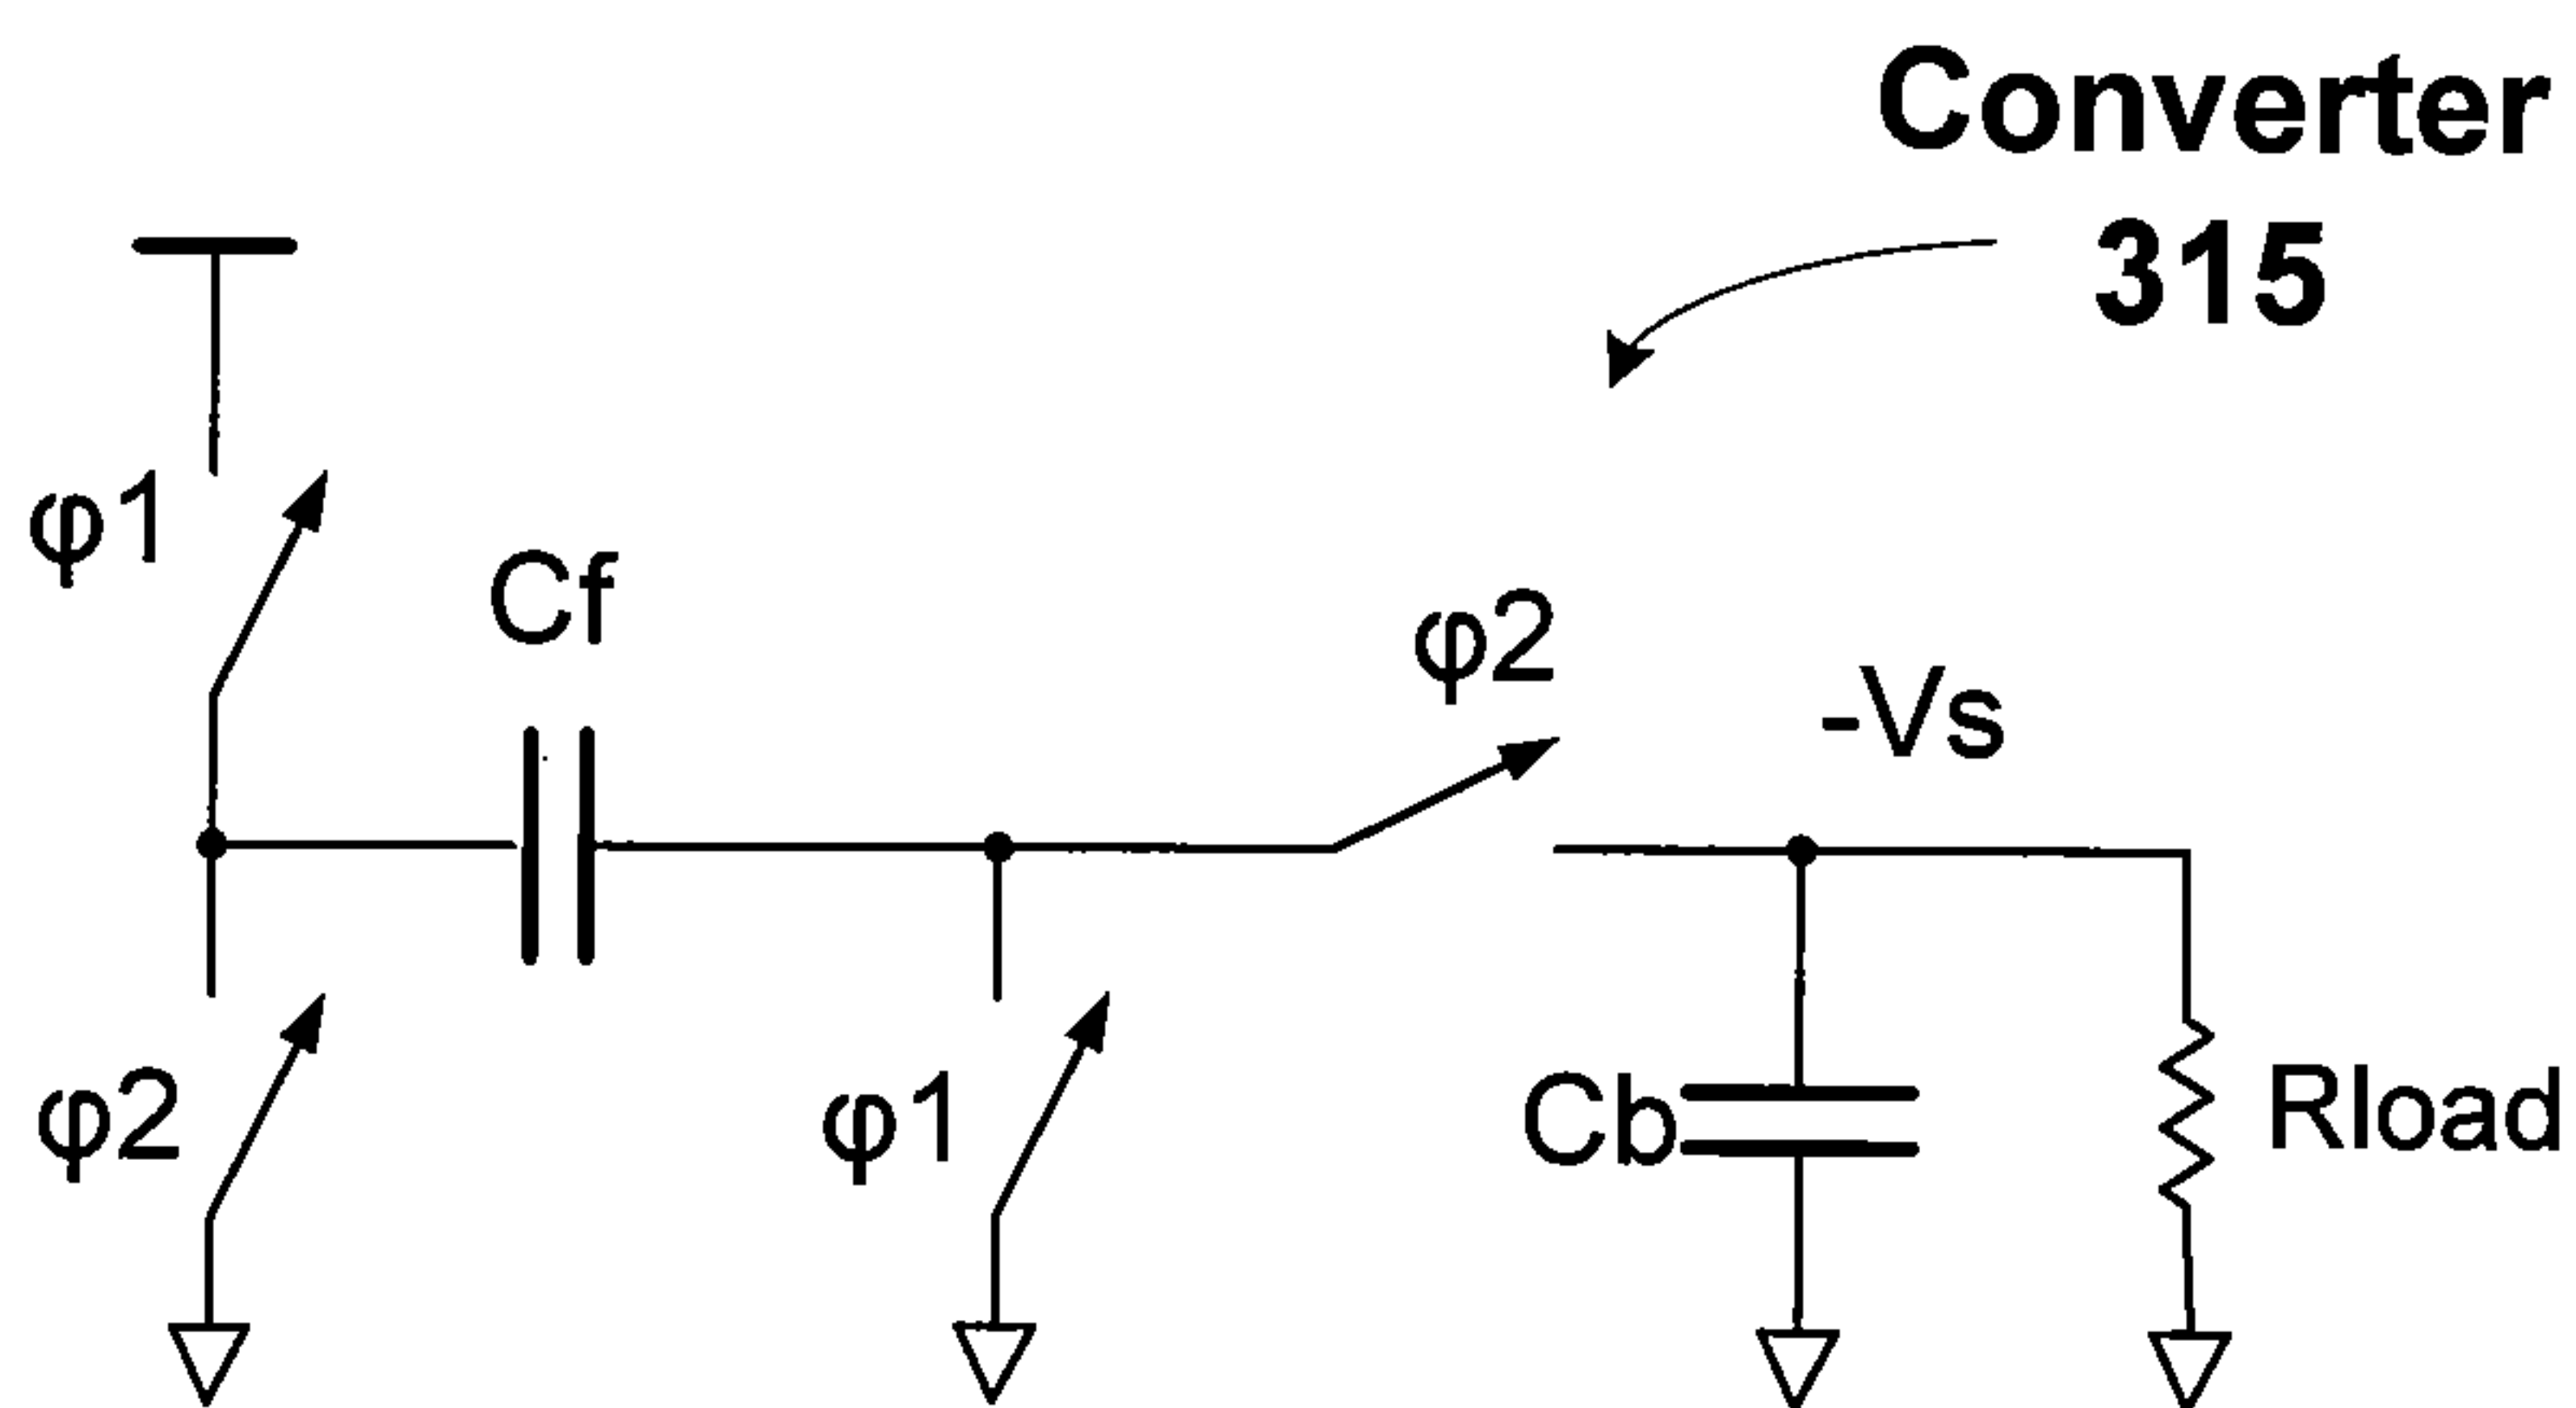 Converter
315
φ1
Cf
φ2
-Vs
φ2
φ1
Cb
Rload